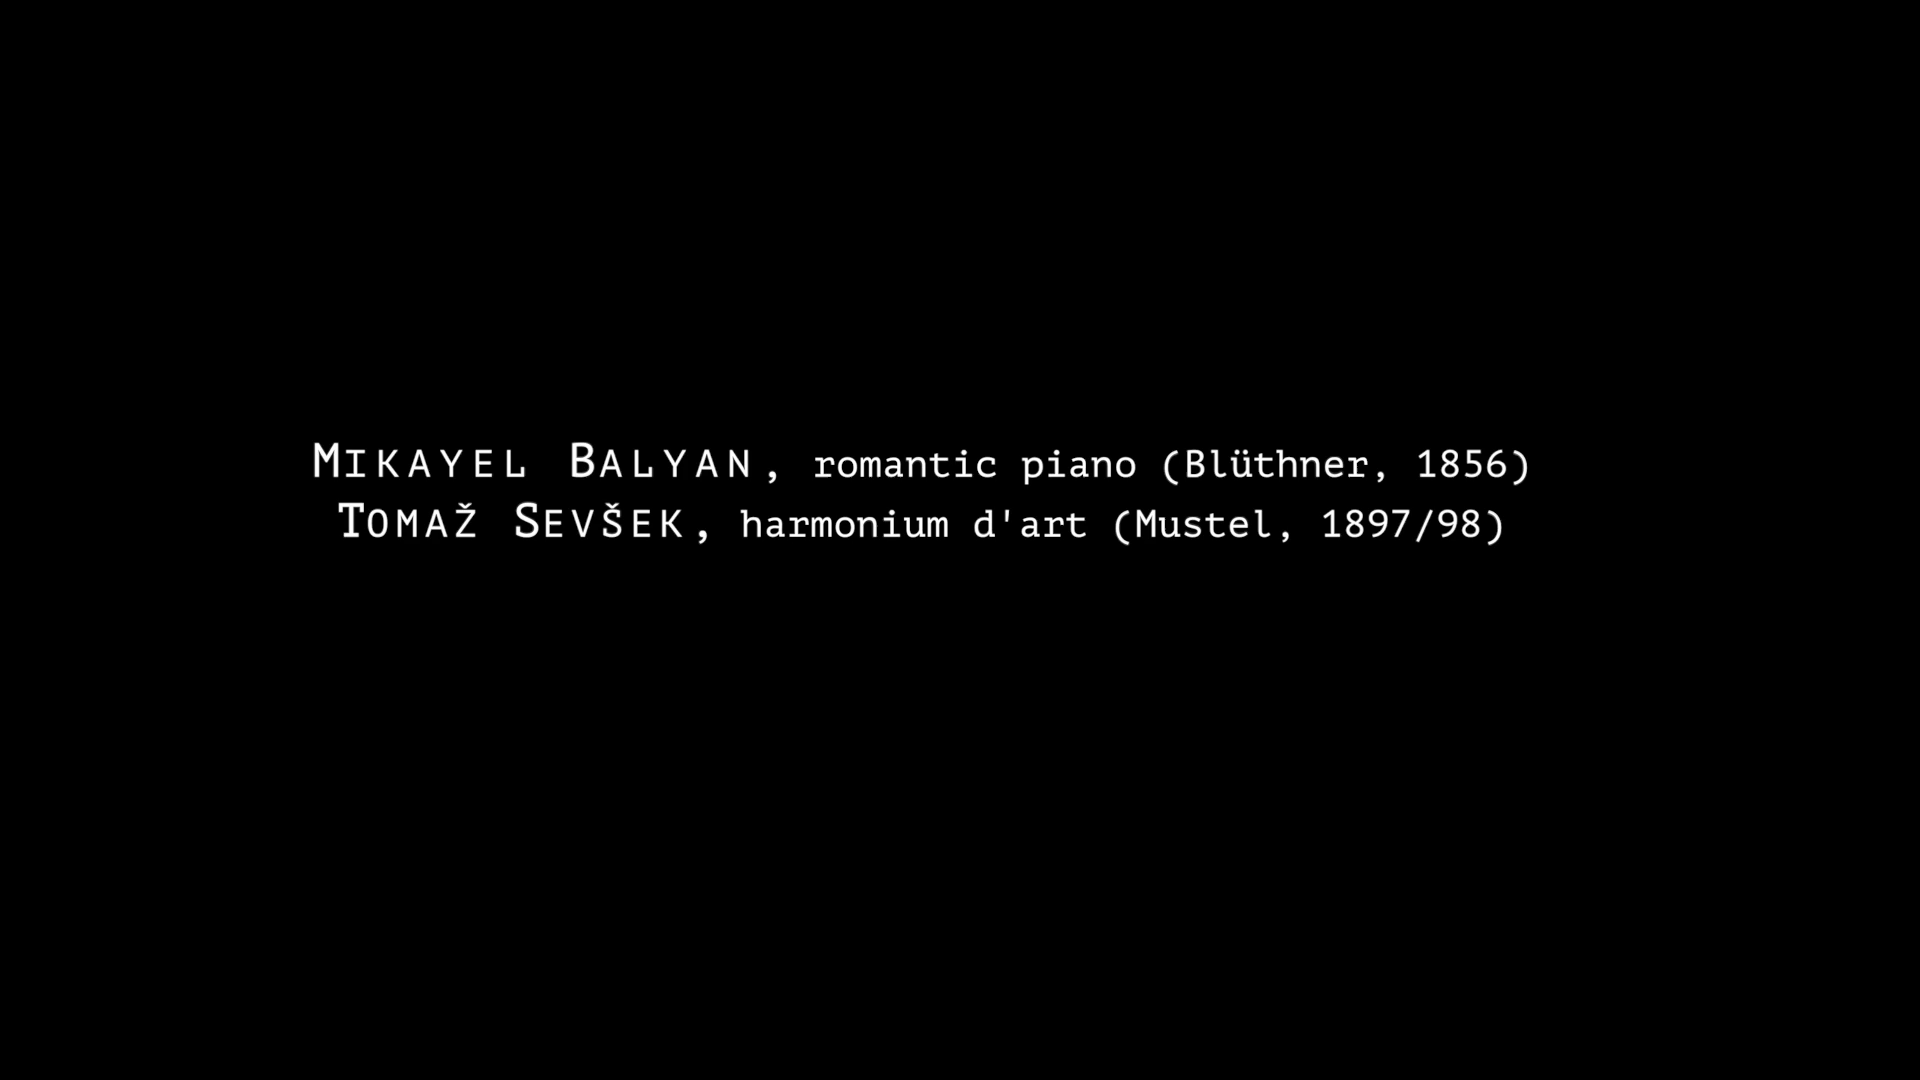 Mikayel Balyan, romantic piano (Blüthner, 1856)
Tomaž Sevšek, harmonium d'art (Mustel, 1897/98)